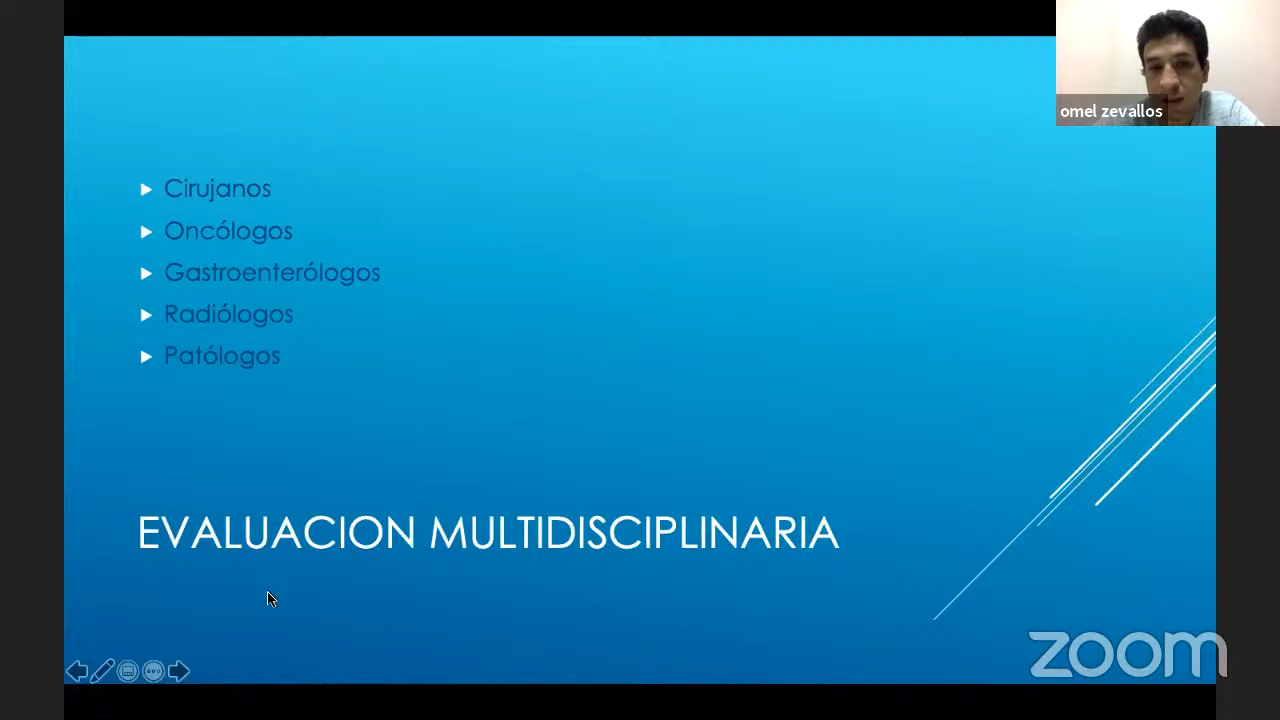 omel zevallos
Cirujanos
Oncólogos
Gastroenterólogos
Radiólogos
Patólogos
EVALUACION MULTIDISCIPLINARIA
zoom